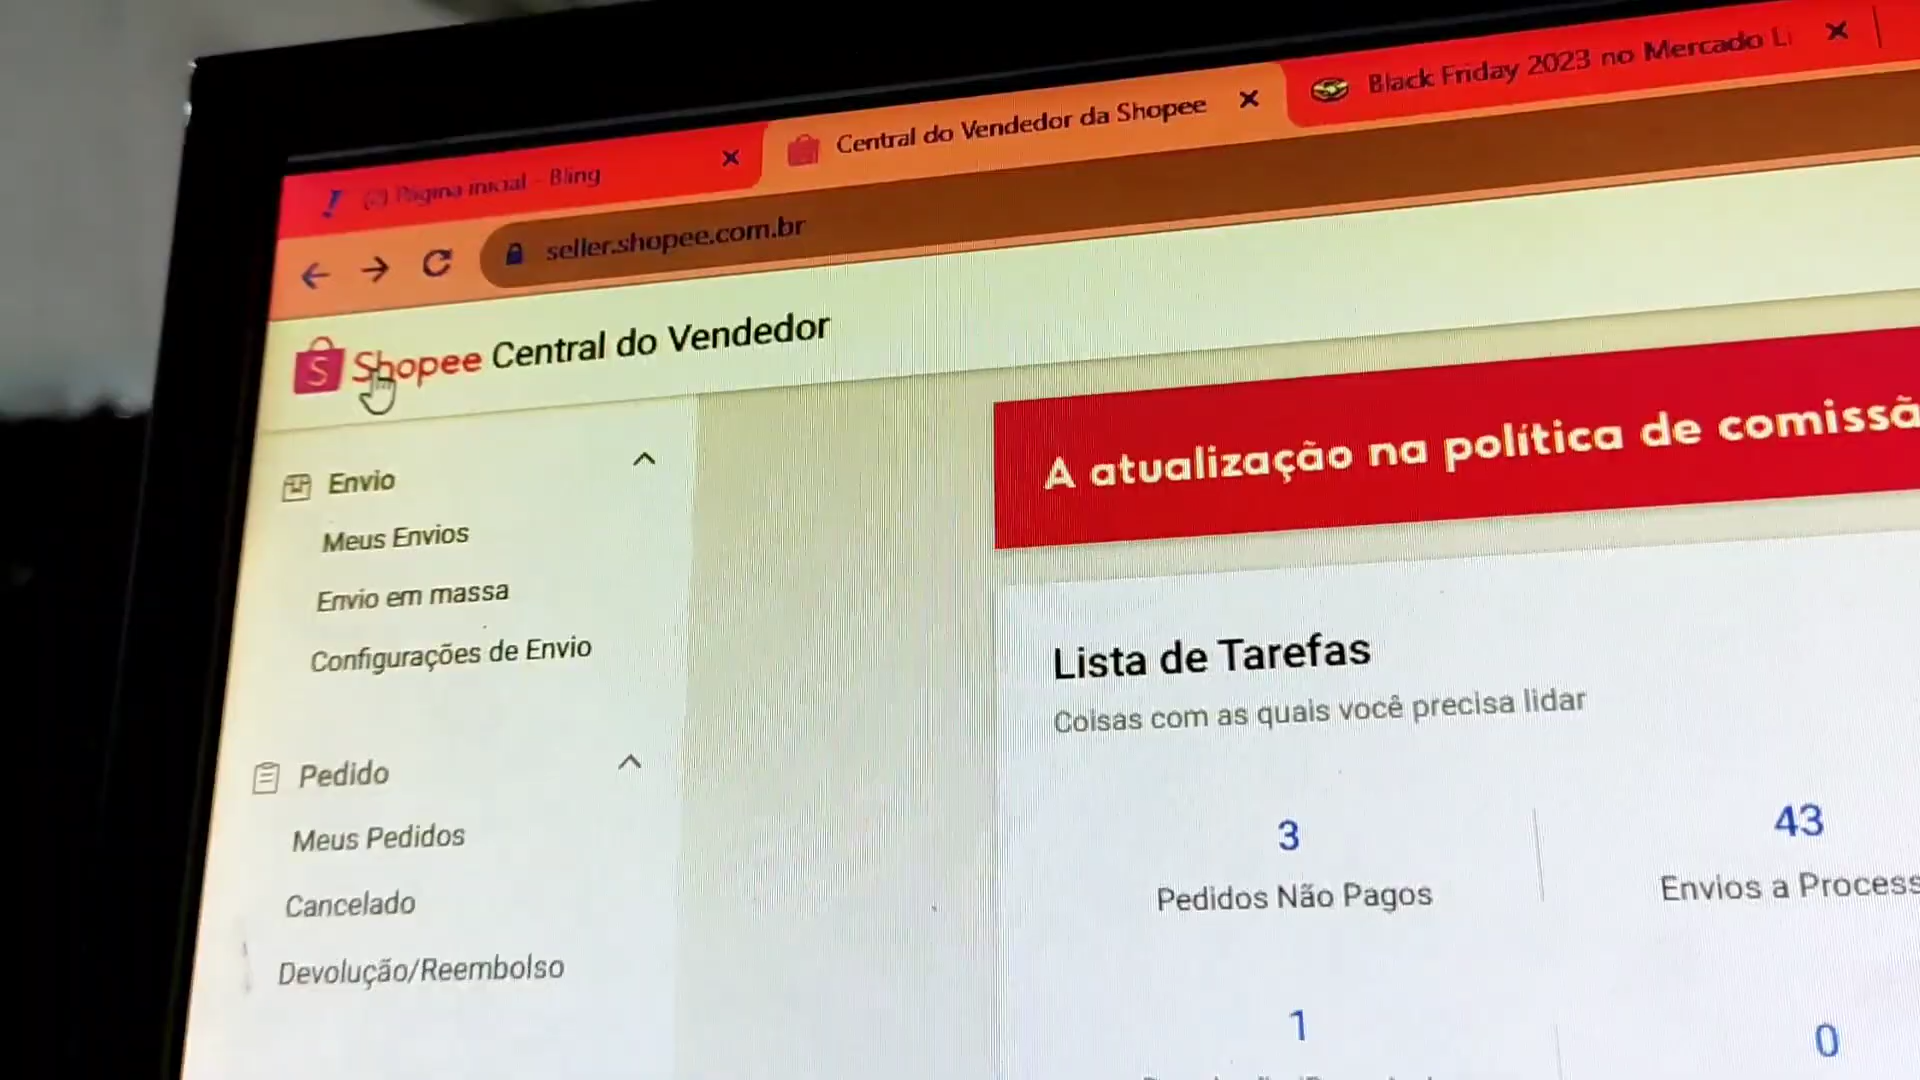 Página inicial - Bling
Central do Vendedor da Shopee
Black Friday 2023 no Mercado Li
seller.shopee.com.br
Shopee Central do Vendedor
Envio
Meus Envios
Envio em massa
Configurações de Envio
Pedido
Meus Pedidos
Cancelado
Devolução/Reembolso
A atualização na política de comissã
Lista de Tarefas
Coisas com as quais você precisa lidar
3
Pedidos Não Pagos
43
Envios a Process
1
0